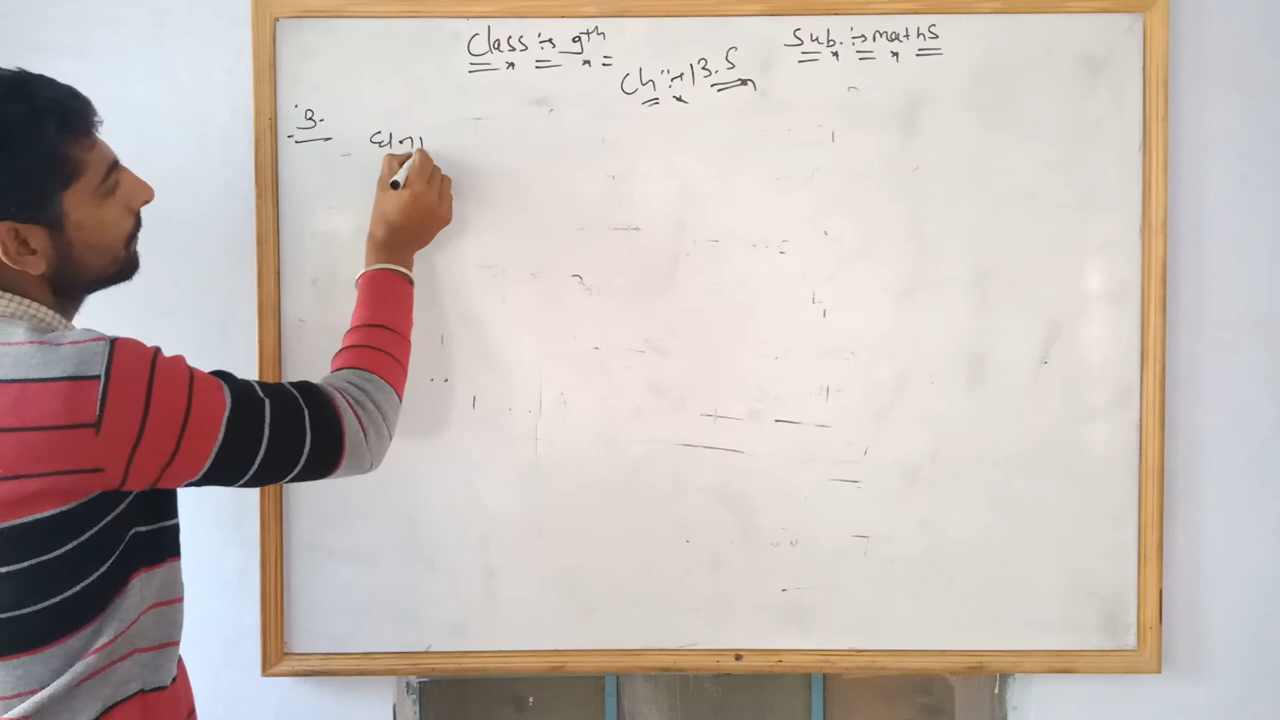 Class :→ 9th
Sub. :→ maths
Ch :→ 13.5
3.